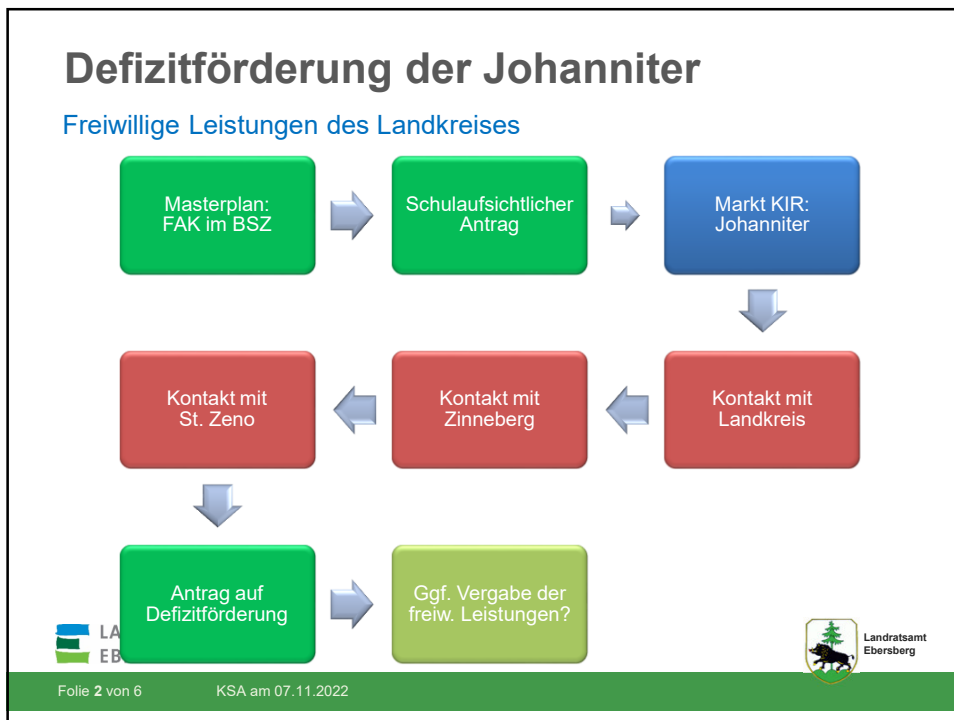 Defizitförderung der Johanniter
Freiwillige Leistungen des Landkreises
Masterplan:
FAK im BSZ
Schulaufsichtlicher
Antrag
Markt KIR:
Johanniter
Kontakt mit
Landkreis
Kontakt mit
Zinneberg
Kontakt mit
St. Zeno
Antrag auf
Defizitförderung
Ggf. Vergabe der
freiw. Leistungen?
LA
EB
Landratsamt
Ebersberg
Folie 2 von 6
KSA am 07.11.2022